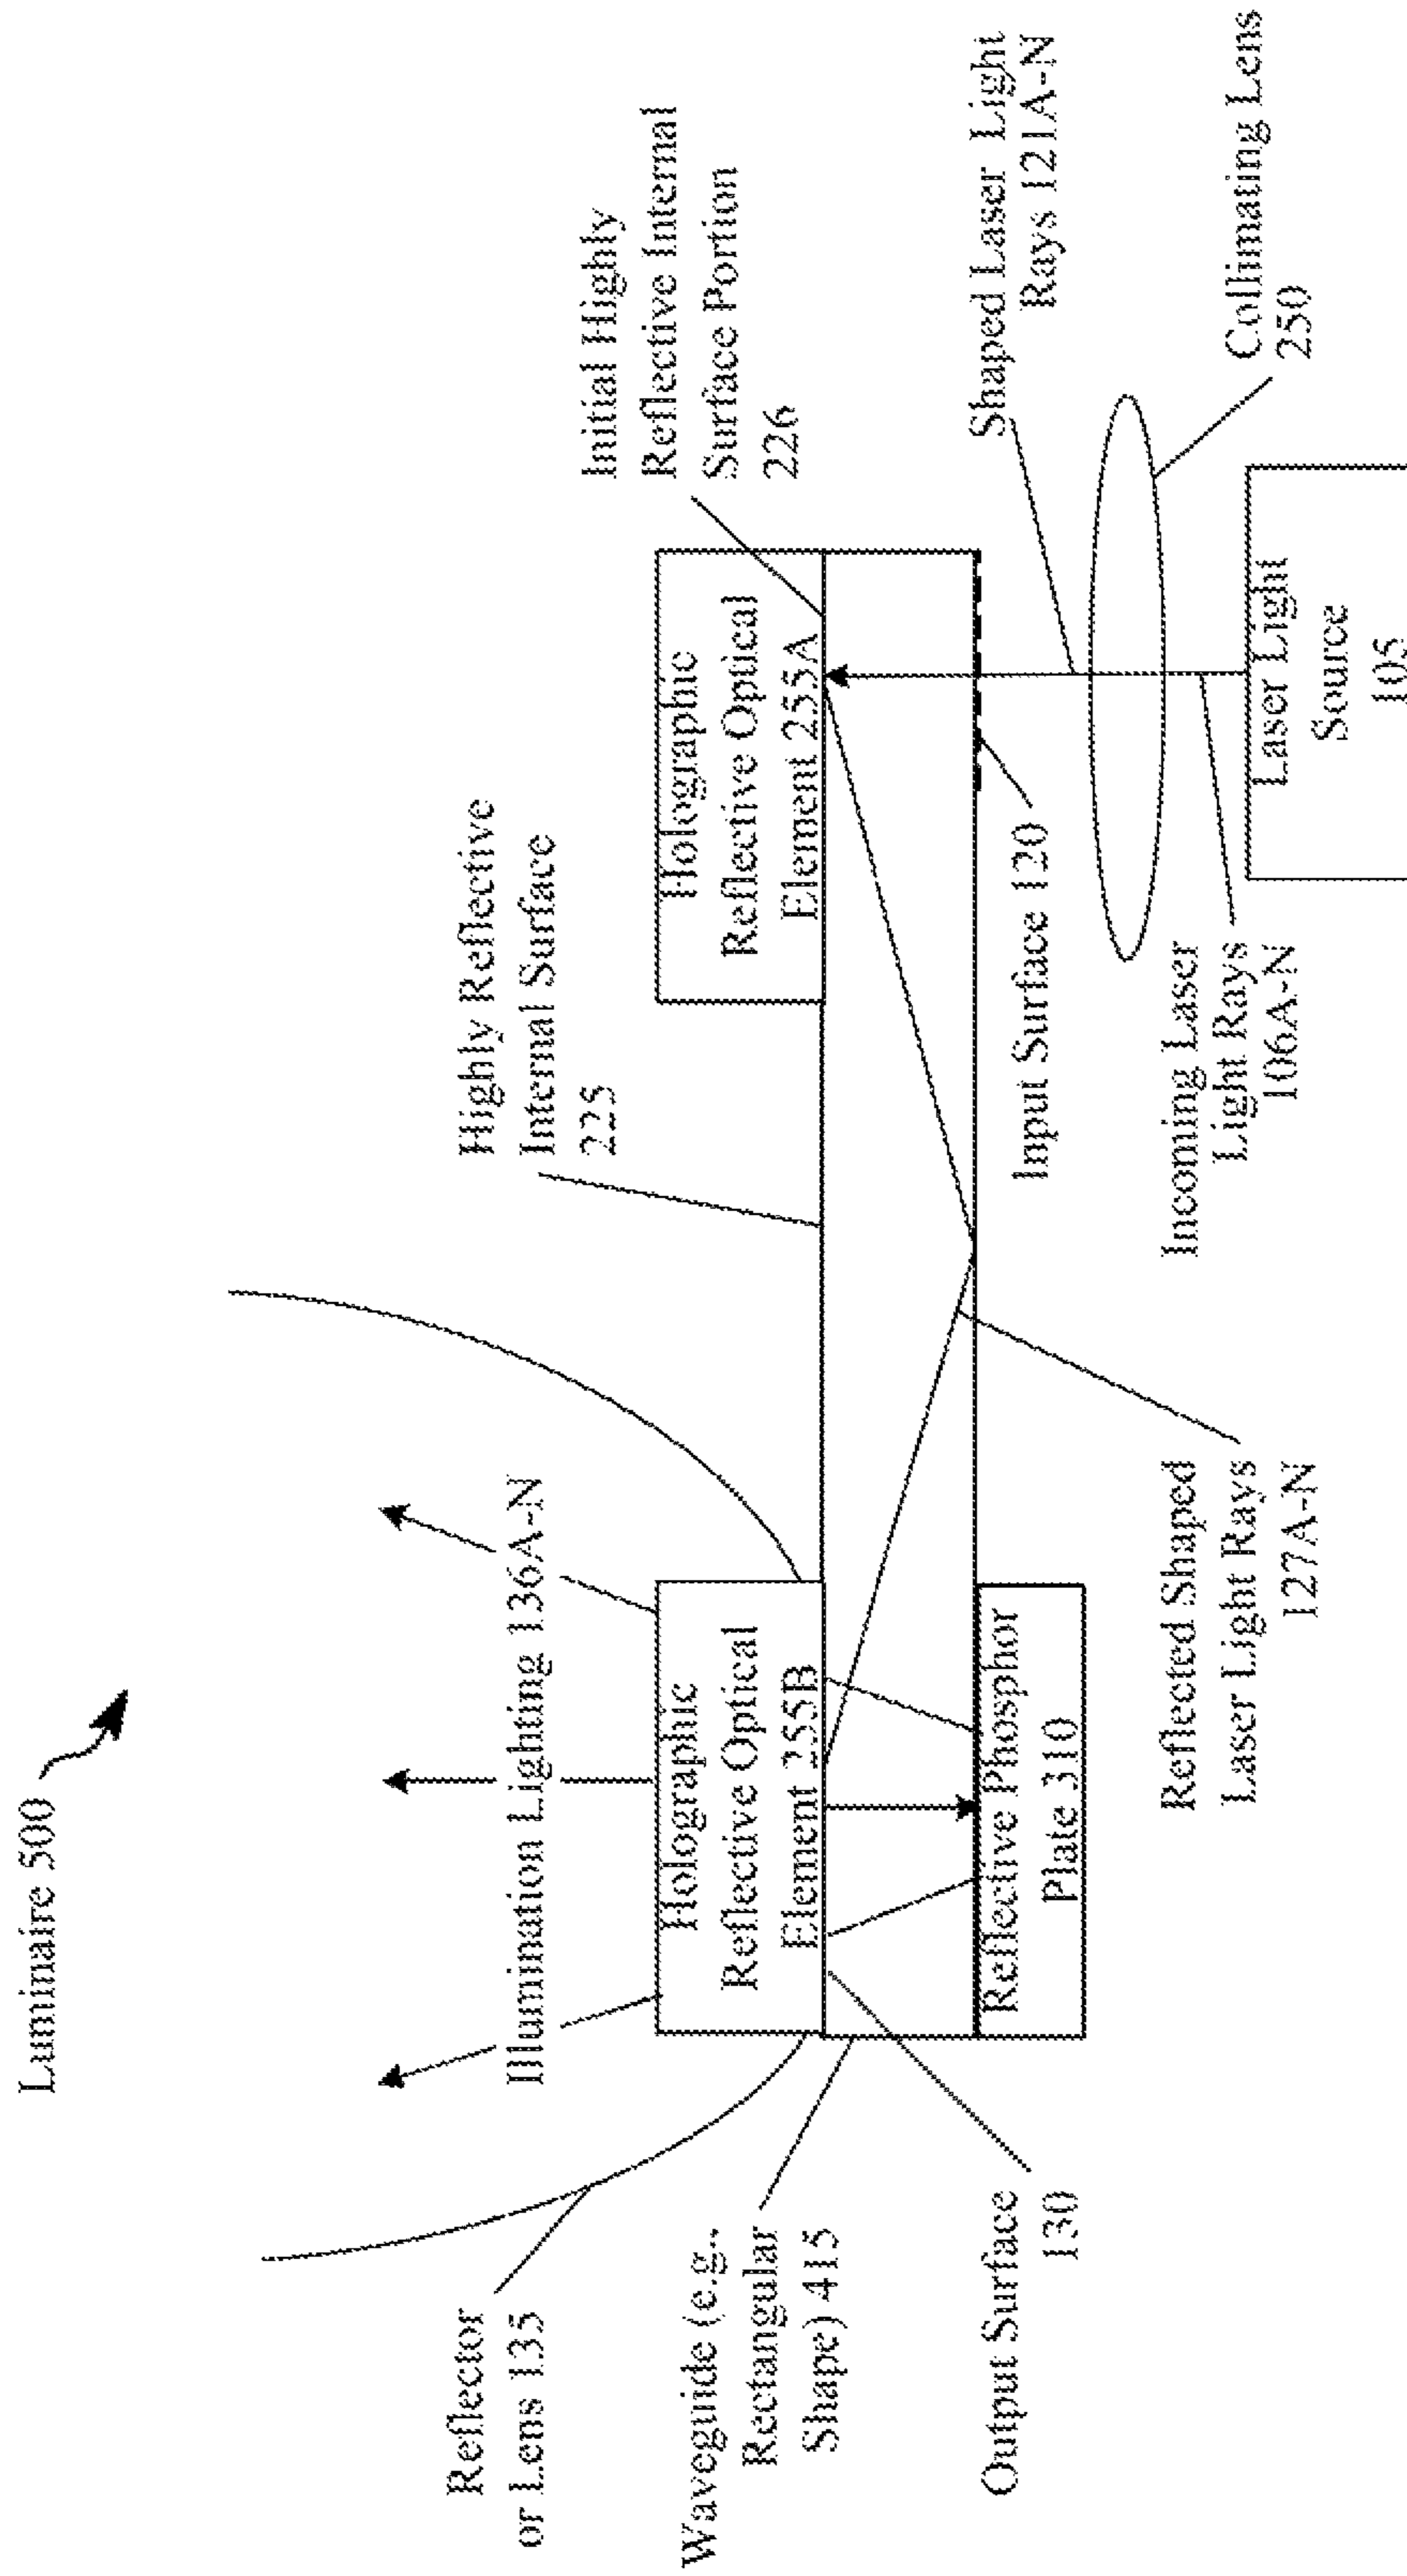 Luminaire 500
Reflector
or Lens 135
Illumination Lighting 136A-N
Highly Reflective
Internal Surface
225
Initial Highly
Reflective Internal
Surface Portion
226
Waveguide (e.g.,
Rectangular
Shape) 415
Holographic
Reflective Optical
Element 255B
Holographic
Reflective Optical
Element 255A
Output Surface
130
Reflective Phosphor
Plate 310
Input Surface 120
Shaped Laser Light
Rays 121A-N
Reflected Shaped
Laser Light Rays
127A-N
Incoming Laser
Light Rays
106A-N
Collimating Lens
250
Laser Light
Source
105